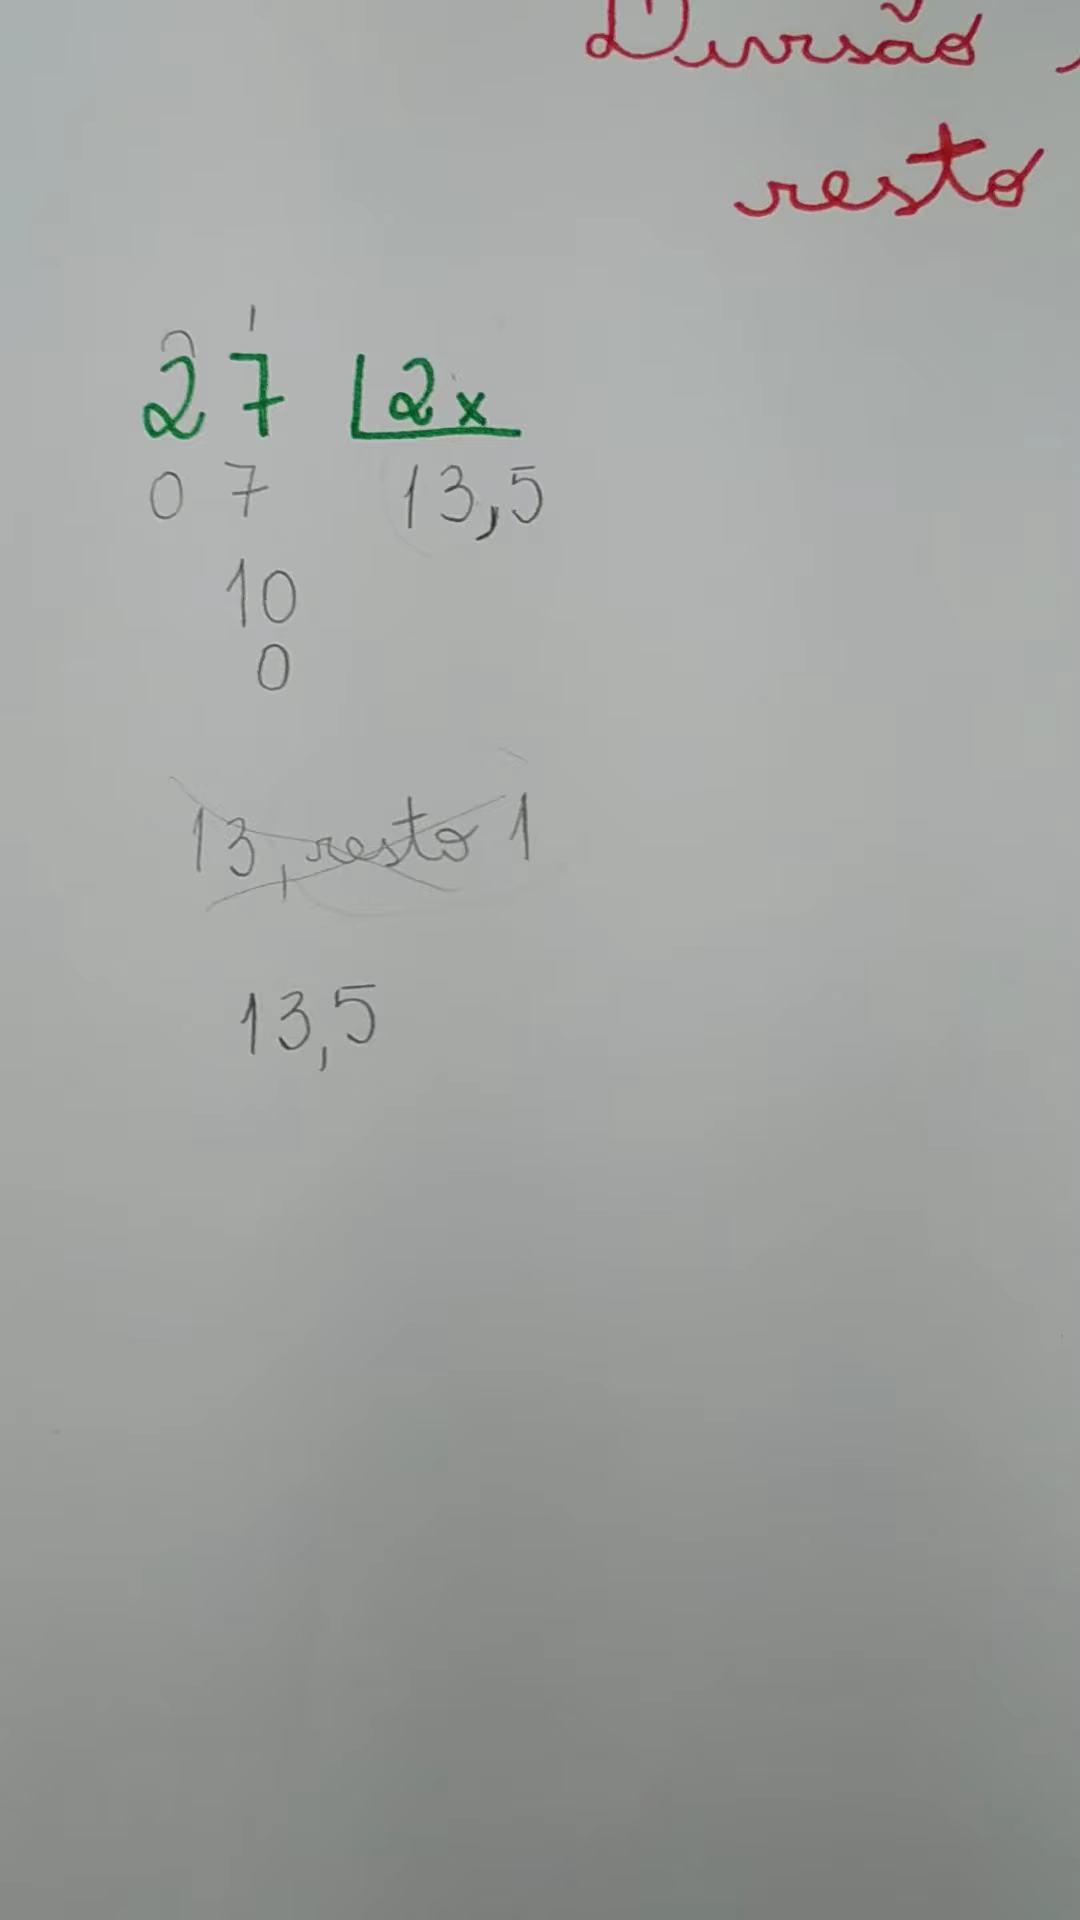 Divisão
resto
1
27 2x
07 13,5
10
0
13, resto 1
13,5